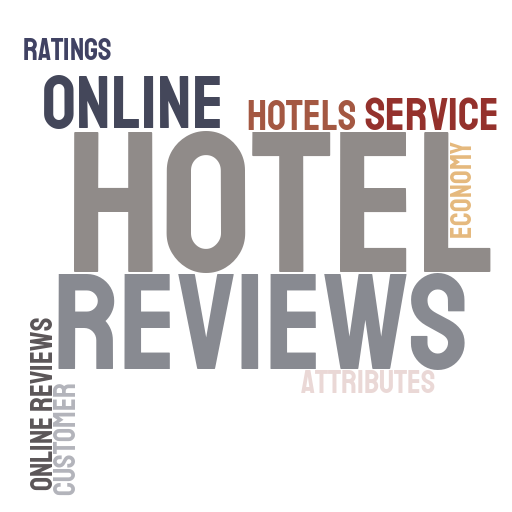 RATINGS
ONLINE
HOTELS SERVICE
HOTEL
ECONOMY
REVIEWS
ATTRIBUTES
ONLINE REVIEWS
CUSTOMER